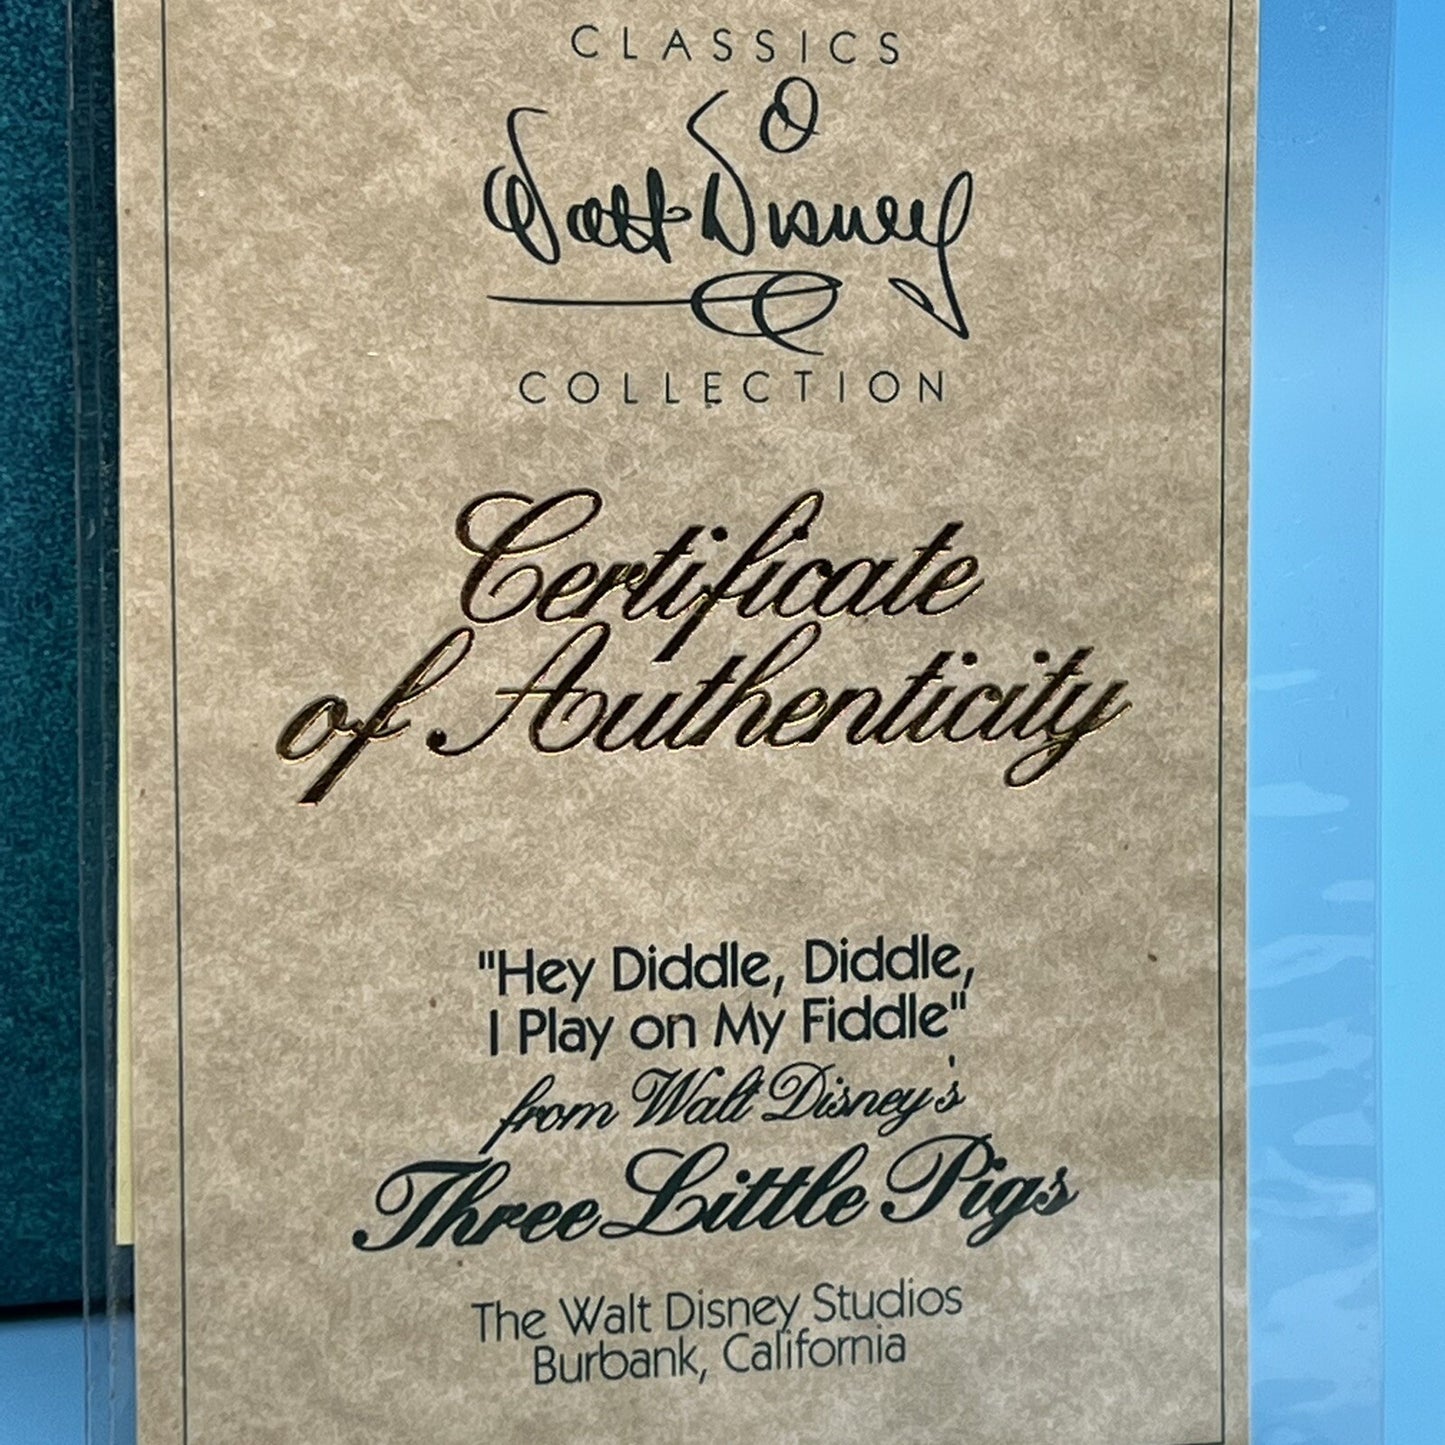 CLASSICS
Walt Disney
COLLECTION
Certificate
of Authenticity
"Hey Diddle, Diddle,
I Play on My Fiddle"
from Walt Disney's
Three Little Pigs
The Walt Disney Studios
Burbank, California